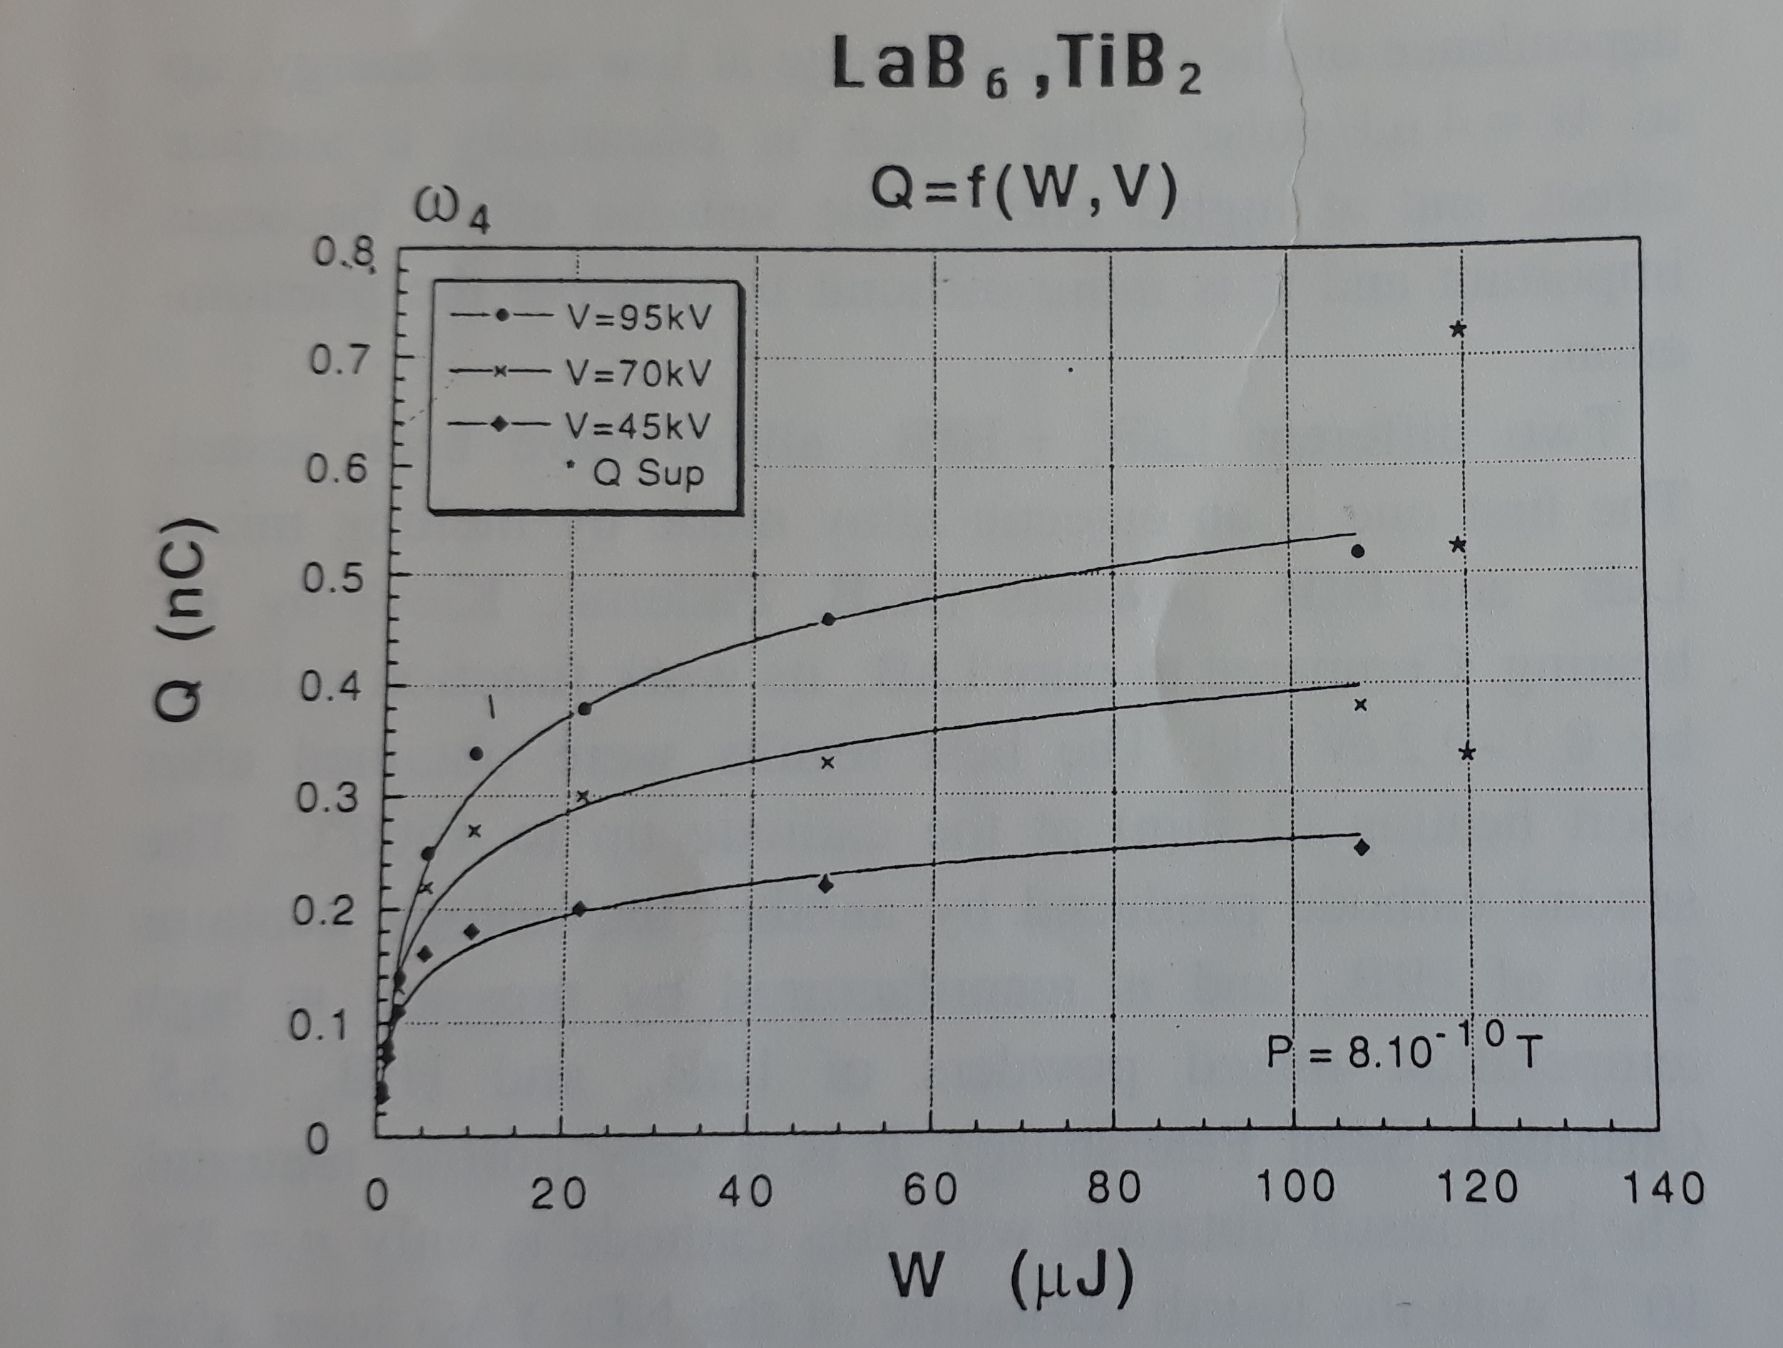 LaB6,TiB2
Q=f(W,V)
ω4
0.8
0.7
0.6
0.5
0.4
0.3
0.2
0.1
0
Q (nC)
V=95kV
V=70kV
V=45kV
* Q Sup
P = 8.10-10 T
0 20 40 60 80 100 120 140
W (μJ)